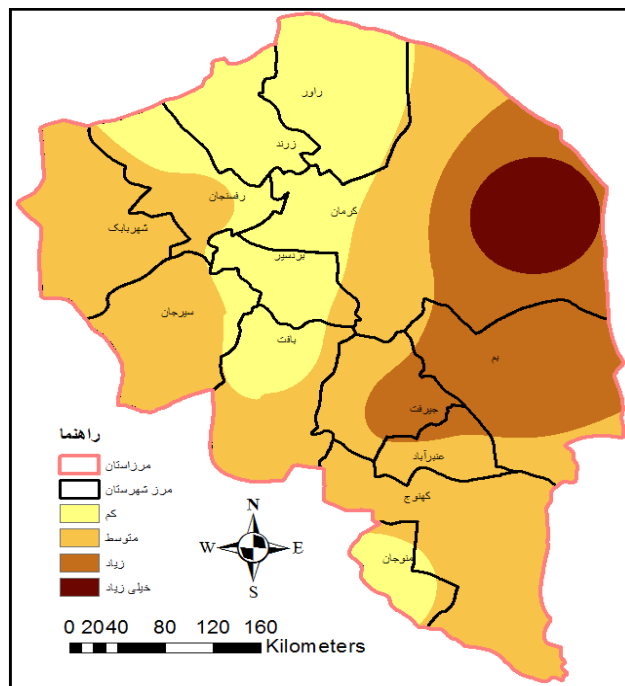 راور
زرند
رفسنجان
کرمان
شهربابک
بردسیر
سیرجان
بافت
بم
جیرفت
عنبرآباد
کهنوج
منوجان
راهنما
مرزاستان
مرز شهرستان
کم
متوسط
زیاد
خیلی زیاد
N
W E
S
0 20 40 80 120 160
Kilometers